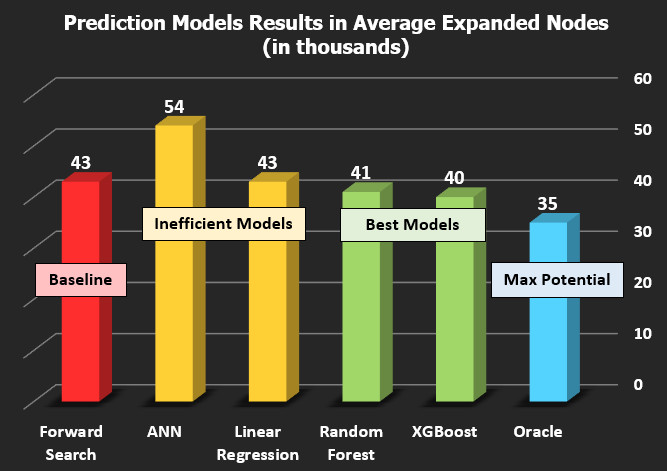 Prediction Models Results in Average Expanded Nodes
(in thousands)
60
50
40
30
20
10
0
43
54
43
41
40
35
Baseline
Inefficient Models
Best Models
Max Potential
Forward
Search
ANN
Linear
Regression
Random
Forest
XGBoost
Oracle